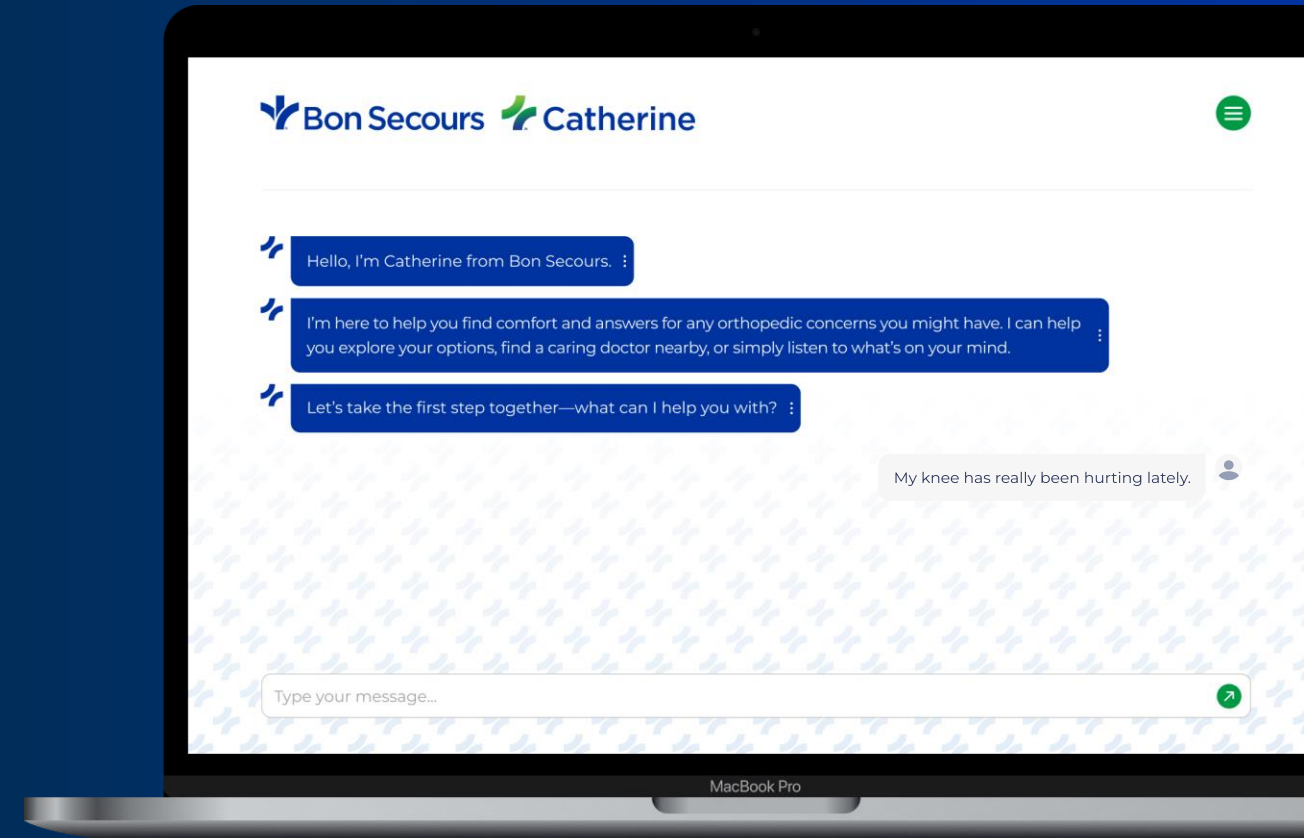 Bon Secours Catherine
Hello, I'm Catherine from Bon Secours.
I'm here to help you find comfort and answers for any orthopedic concerns you might have. I can help
you explore your options, find a caring doctor nearby, or simply listen to what's on your mind.
Let's take the first step together—what can I help you with?
My knee has really been hurting lately.
Type your message...
MacBook Pro